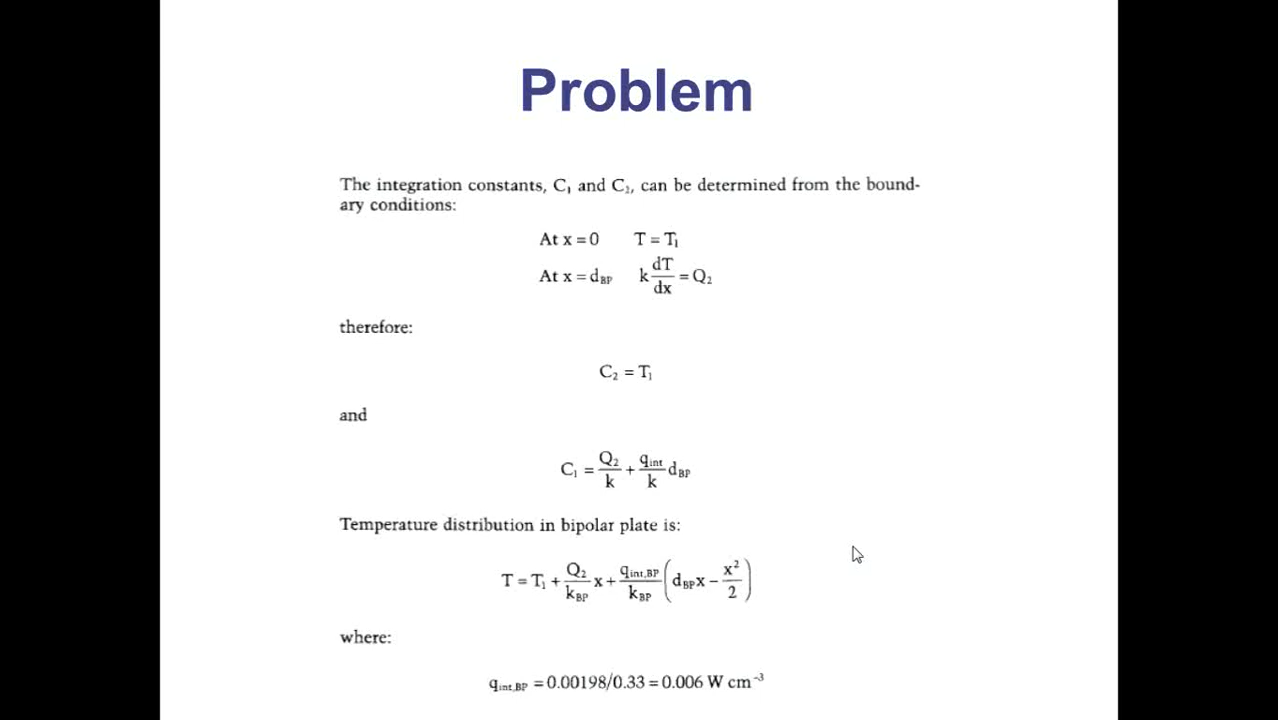 Problem
The integration constants, C₁ and C₂, can be determined from the bound-
ary conditions:
At x = 0 T = T₁
At x = d_BP k dT/dx = Q₂
therefore:
C₂ = T₁
and
C₁ = Q₂/k + q_int/k d_BP
Temperature distribution in bipolar plate is:
T = T₁ + Q₂/k_BP x + q_int,BP/k_BP (d_BP x − x²/2)
where:
q_int,BP = 0.00198/0.33 = 0.006 W cm⁻³